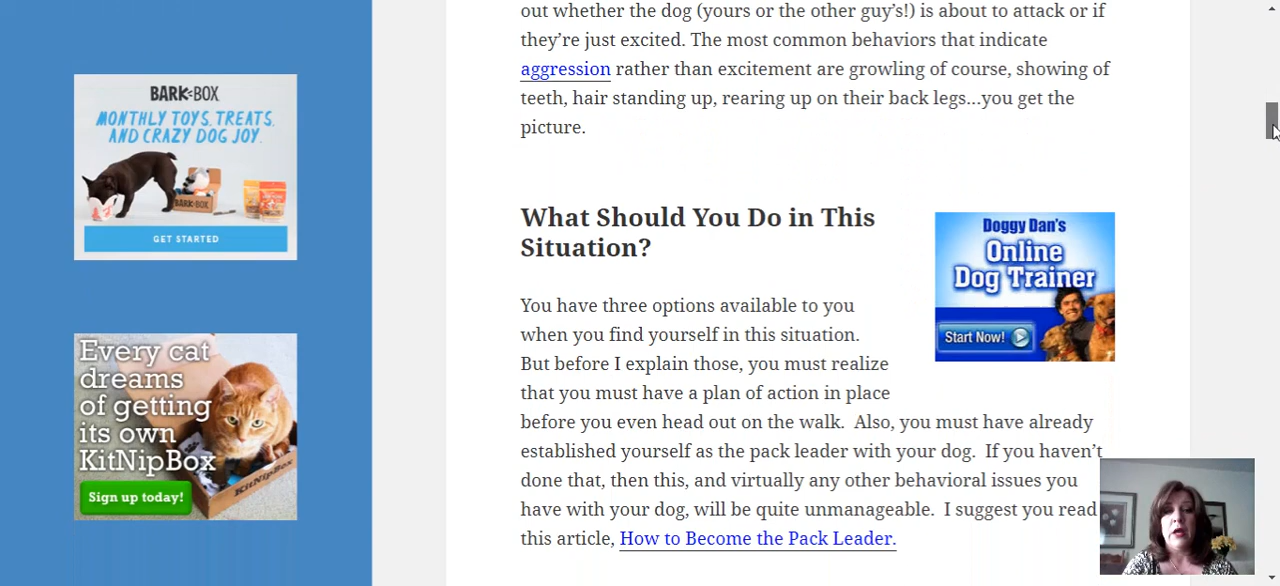 BARK BOX
MONTHLY TOYS, TREATS,
AND CRAZY DOG JOY.
BARK BOX
GET STARTED
Every cat
dreams
of getting
its own
KitNipBox
KitNipBox
Sign up today!
out whether the dog (yours or the other guy's!) is about to attack or if
they're just excited. The most common behaviors that indicate
aggression rather than excitement are growling of course, showing of
teeth, hair standing up, rearing up on their back legs…you get the
picture.
What Should You Do in This
Situation?
Doggy Dan's
Online
Dog Trainer
Start Now!
You have three options available to you
when you find yourself in this situation.
But before I explain those, you must realize
that you must have a plan of action in place
before you even head out on the walk. Also, you must have already
established yourself as the pack leader with your dog. If you haven't
done that, then this, and virtually any other behavioral issues you
have with your dog, will be quite unmanageable. I suggest you read
this article, How to Become the Pack Leader.